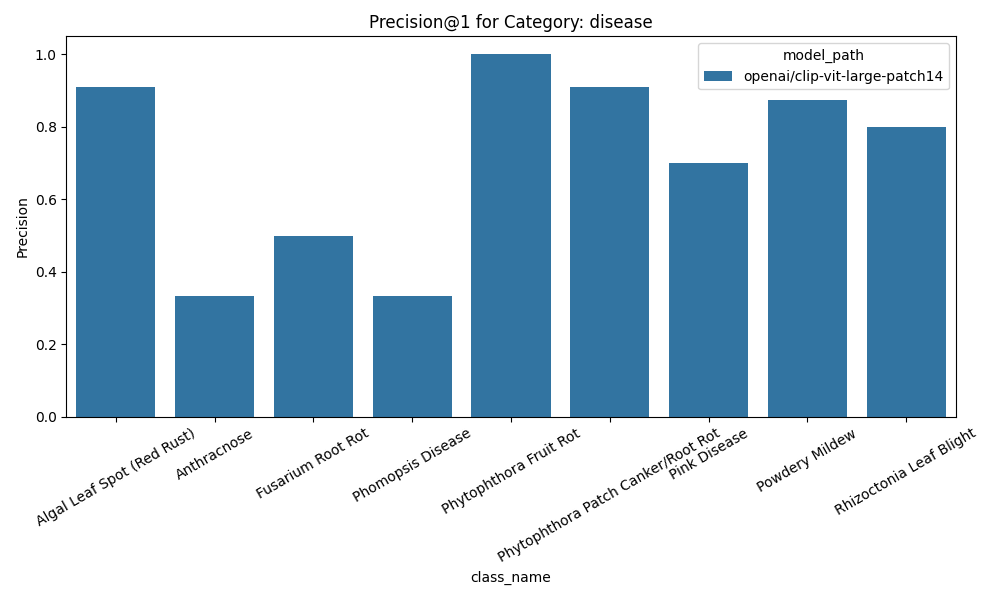 Precision@1 for Category: disease
model_path
openai/clip-vit-large-patch14
Precision
1.0
0.8
0.6
0.4
0.2
0.0
Algal Leaf Spot (Red Rust)
Anthracnose
Fusarium Root Rot
Phomopsis Disease
Phytophthora Fruit Rot
Phytophthora Patch Canker/Root Rot
Pink Disease
Powdery Mildew
Rhizoctonia Leaf Blight
class_name